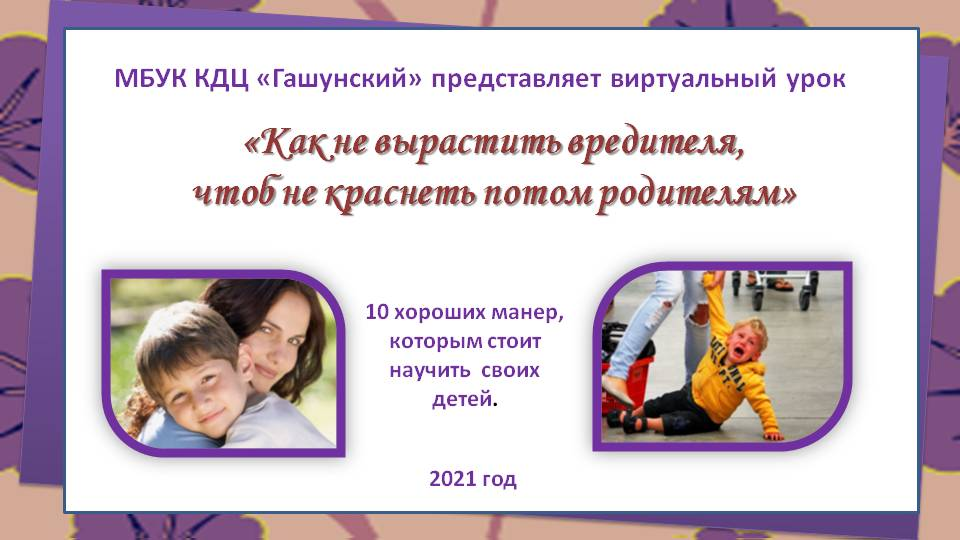 МБУК КДЦ «Гашунский» представляет виртуальный урок
«Как не вырастить вредителя,
чтоб не краснеть потом родителям»
10 хороших манер,
которым стоит
научить своих
детей.
2021 год